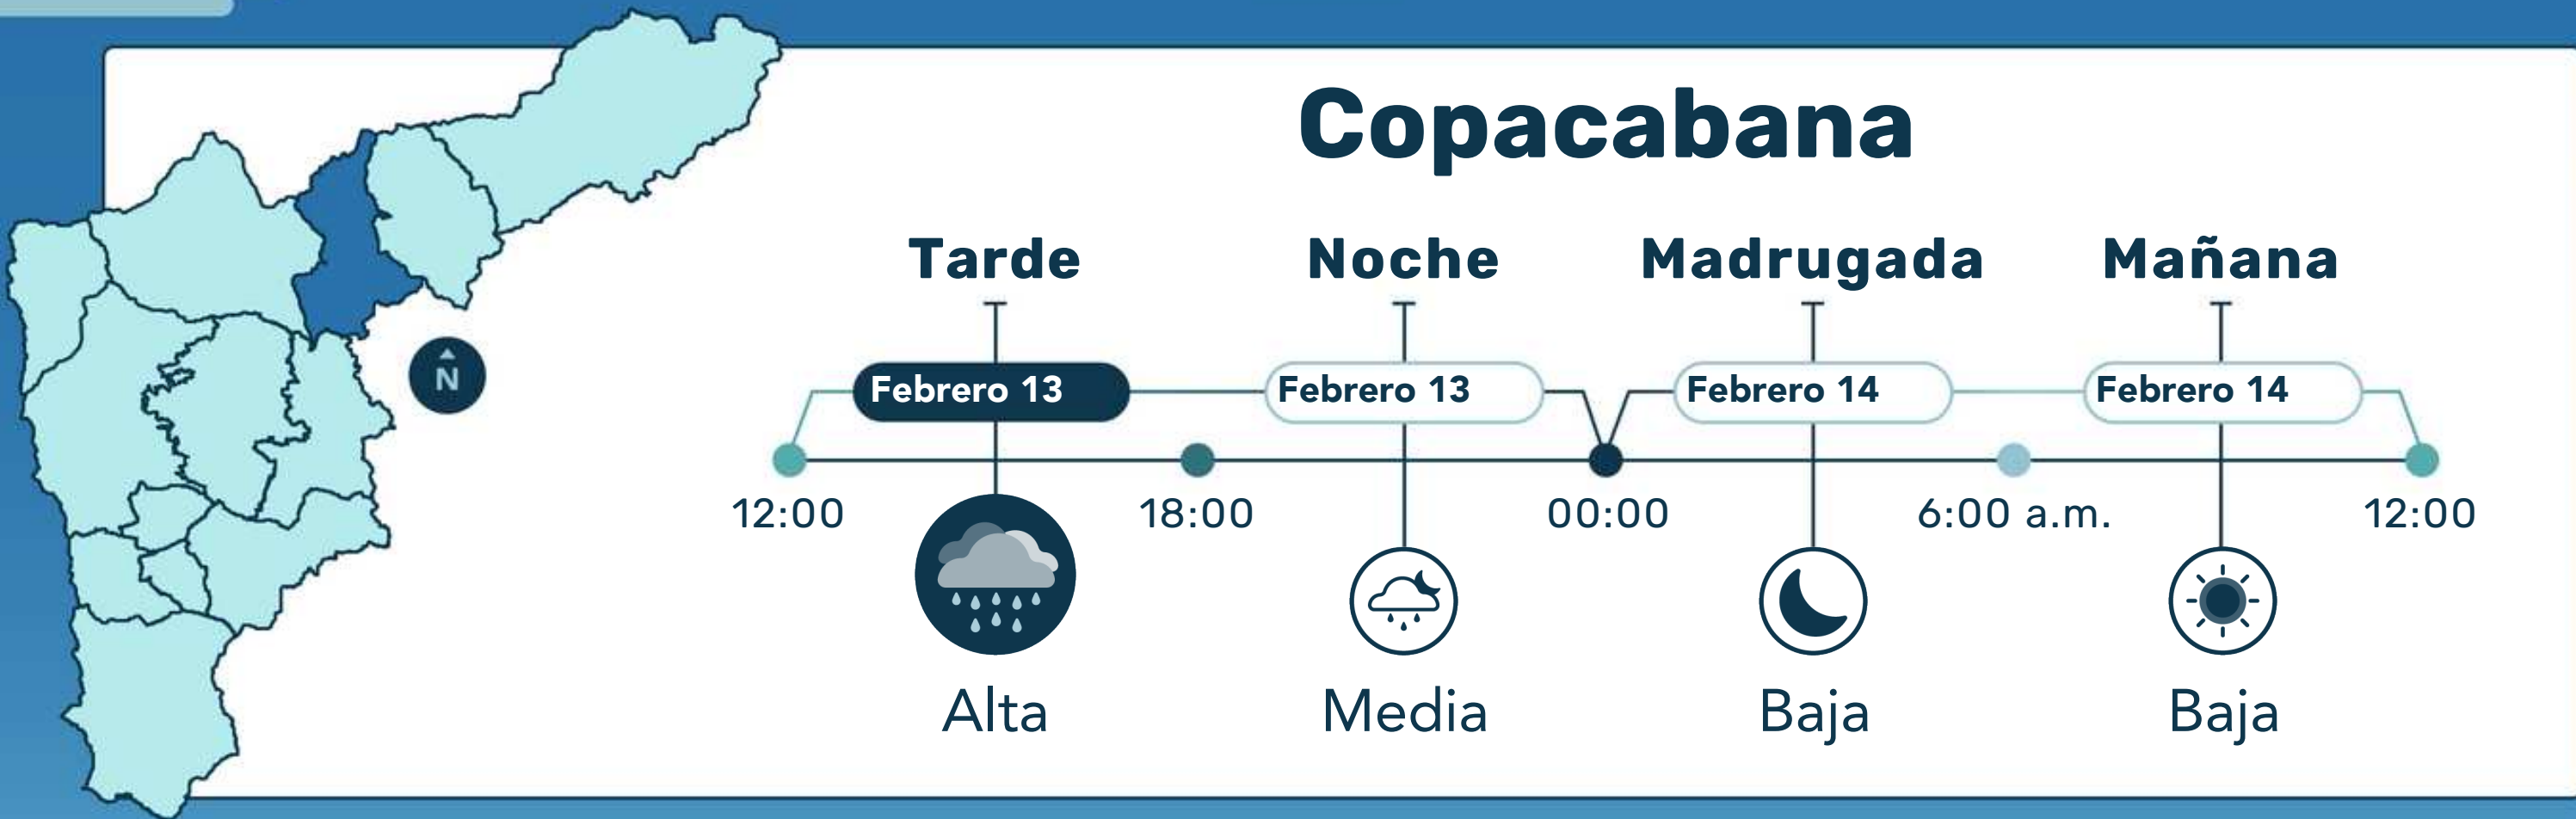 Copacabana
Tarde Noche Madrugada Mañana
N
Febrero 13 Febrero 13 Febrero 14 Febrero 14
12:00 18:00 00:00 6:00 a.m. 12:00
Alta Media Baja Baja